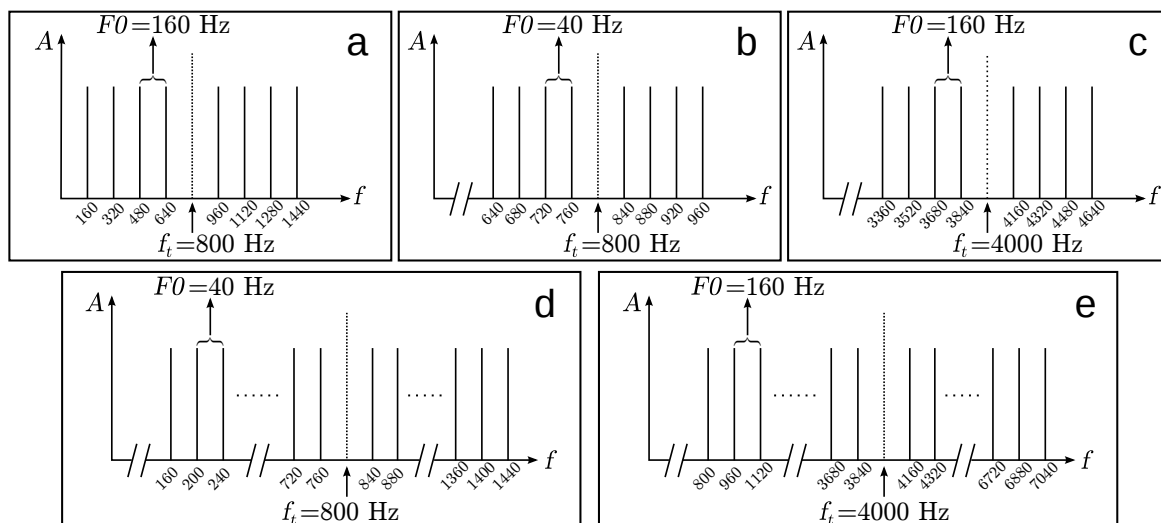 F0=160 Hz
A
a
160 320 480 640 960 1120 1280 1440
f
f_t=800 Hz
F0=40 Hz
A
b
640 680 720 760 840 880 920 960
f
f_t=800 Hz
F0=160 Hz
A
c
3360 3520 3680 3840 4160 4320 4480 4640
f
f_t=4000 Hz
F0=40 Hz
A
d
160 200 240 720 760 840 880 1360 1400 1440
f
f_t=800 Hz
F0=160 Hz
A
e
800 960 1120 3680 3840 4160 4320 6720 6880 7040
f
f_t=4000 Hz